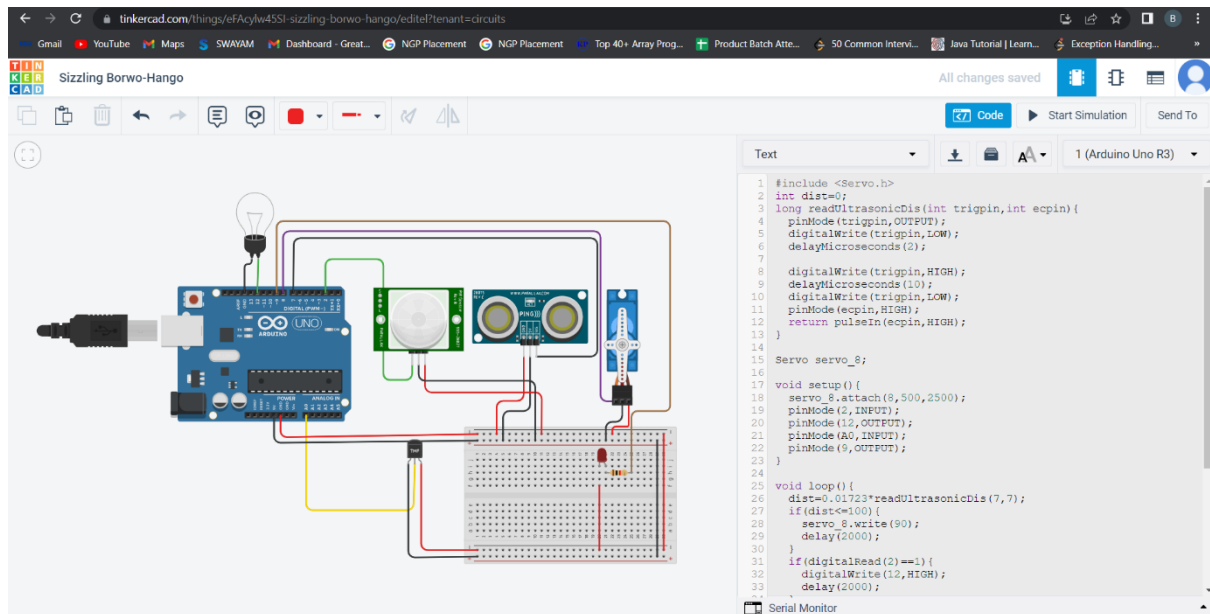 tinkercad.com/things/eFAcylw45SI-sizzling-borwo-hango/editel?tenant=circuits
B
Gmail YouTube Maps SWAYAM Dashboard - Great... NGP Placement NGP Placement Top 40+ Array Prog... Product Batch Atte... 50 Common Intervi... Java Tutorial | Learn... Exception Handling... »
TIN
KER
CAD
Sizzling Borwo-Hango
All changes saved
Code Start Simulation Send To
Text 1 (Arduino Uno R3)
1 #include <Servo.h>
2 int dist=0;
3 long readUltrasonicDis(int trigpin,int ecpin){
4 pinMode(trigpin,OUTPUT);
5 digitalWrite(trigpin,LOW);
6 delayMicroseconds(2);
7
8 digitalWrite(trigpin,HIGH);
9 delayMicroseconds(10);
10 digitalWrite(trigpin,LOW);
11 pinMode(ecpin,HIGH);
12 return pulseIn(ecpin,HIGH);
13 }
14
15 Servo servo_8;
16
17 void setup(){
18 servo_8.attach(8,500,2500);
19 pinMode(2,INPUT);
20 pinMode(12,OUTPUT);
21 pinMode(A0,INPUT);
22 pinMode(9,OUTPUT);
23 }
24
25 void loop(){
26 dist=0.01723*readUltrasonicDis(7,7);
27 if(dist<=100){
28 servo_8.write(90);
29 delay(2000);
30 }
31 if(digitalRead(2)==1){
32 digitalWrite(12,HIGH);
33 delay(2000);
Serial Monitor
DIGITAL (PWM~)
UNO
ARDUINO
POWER ANALOG IN
PING)))
TMP